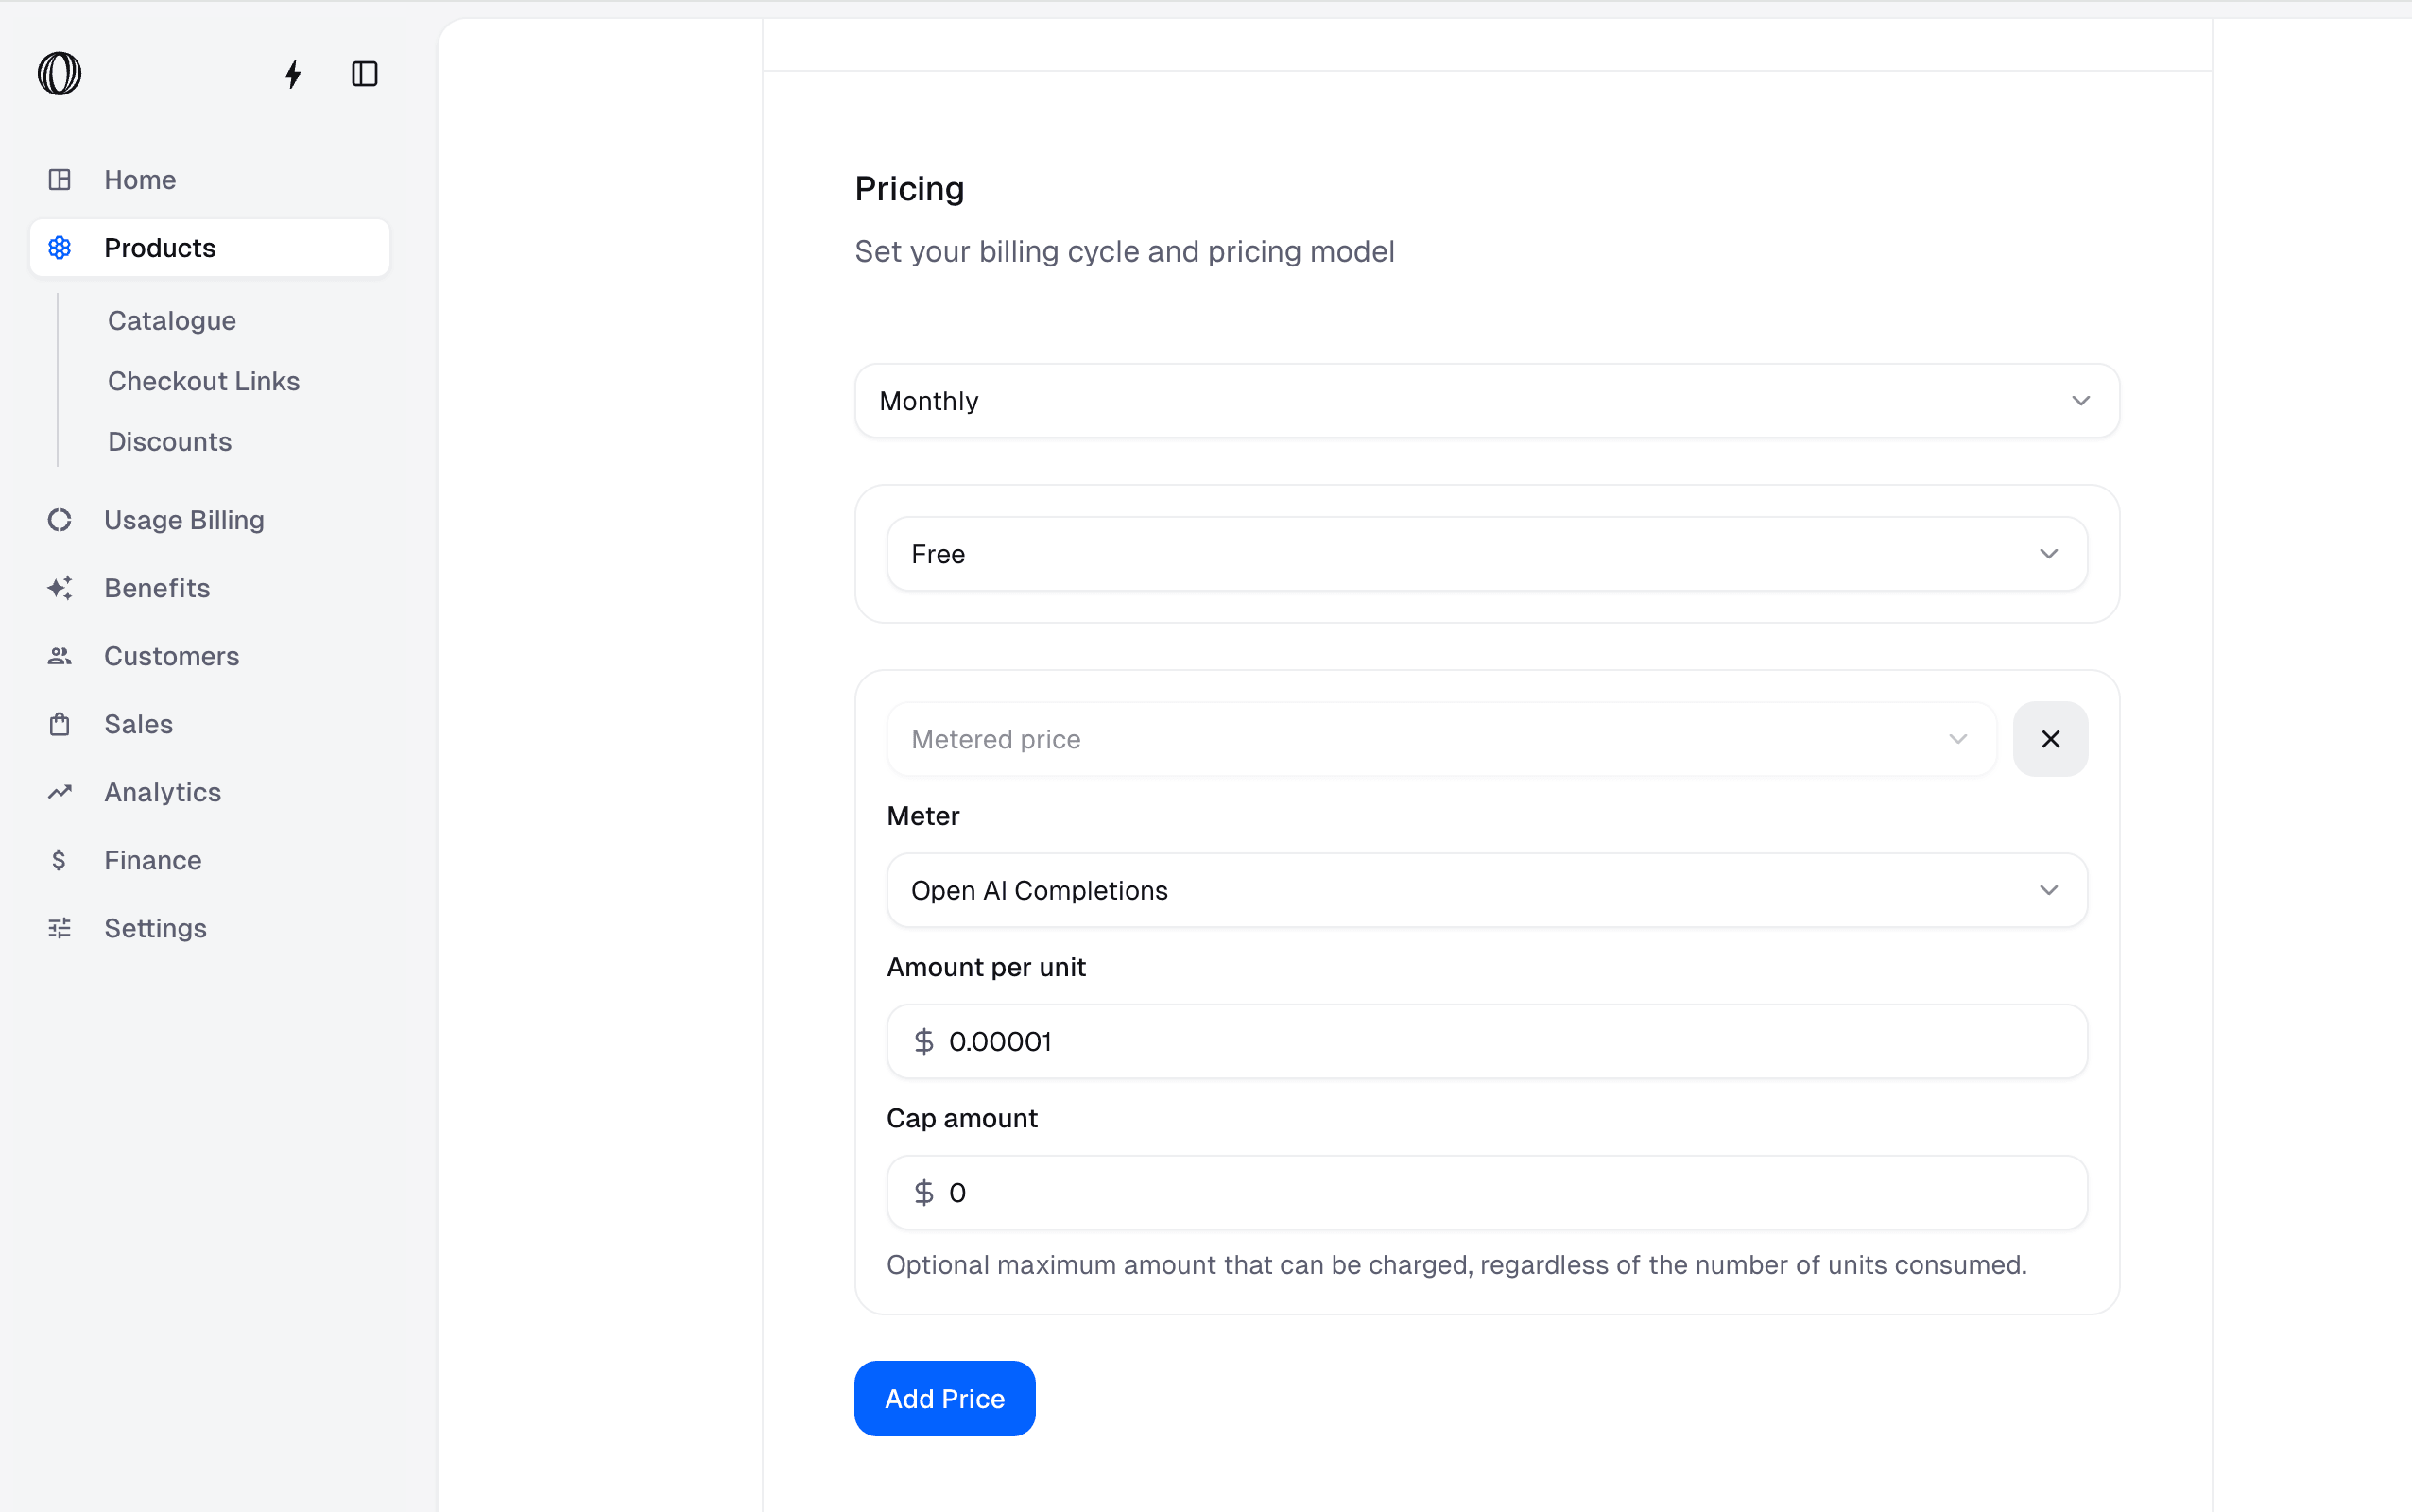 Home
Products
Catalogue
Checkout Links
Discounts
Usage Billing
Benefits
Customers
Sales
Analytics
Finance
Settings
Pricing
Set your billing cycle and pricing model
Monthly
Free
Metered price
Meter
Open AI Completions
Amount per unit
$ 0.00001
Cap amount
$ 0
Optional maximum amount that can be charged, regardless of the number of units consumed.
Add Price